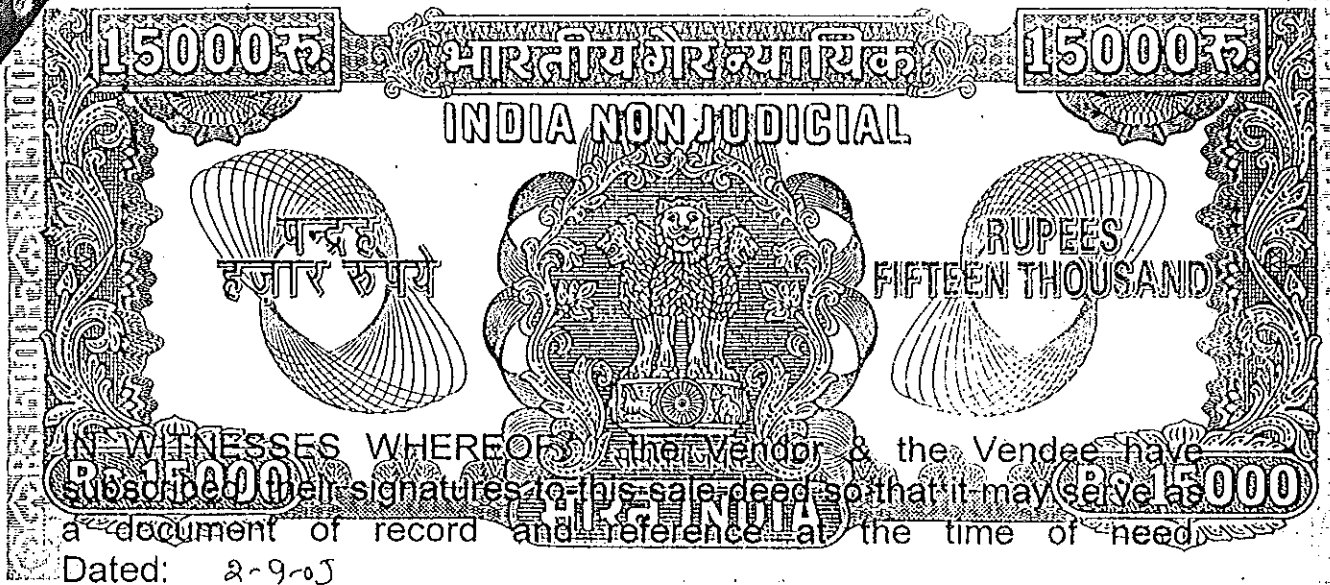 15000रु. भारतीय गैर न्यायिक 15000रु.
INDIA NON JUDICIAL
पन्द्रह
हजार रुपये
RUPEES
FIFTEEN THOUSAND
IN WITNESSES WHEREOF, the Vendor & the Vendee have
Rs. 15000 Rs. 15000
subscribed their signatures to this sale deed so that it may serve as
भारत INDIA
a document of record and reference at the time of need.
Dated: 2-9-05